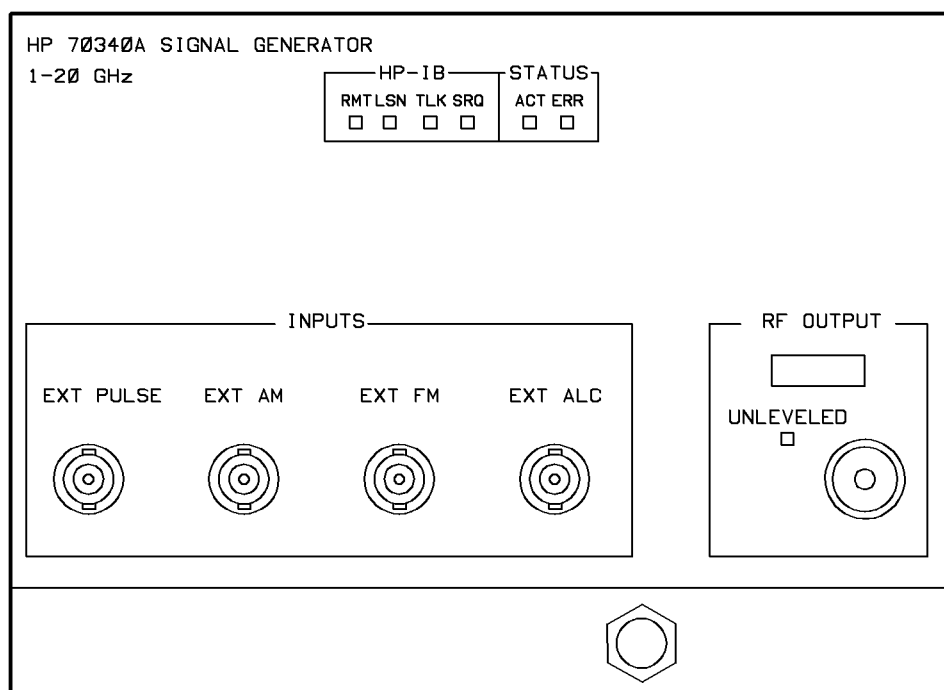 HP 70340A SIGNAL GENERATOR
1-20 GHz
HP-IB STATUS
RMT LSN TLK SRQ ACT ERR
INPUTS RF OUTPUT
EXT PULSE EXT AM EXT FM EXT ALC
UNLEVELED